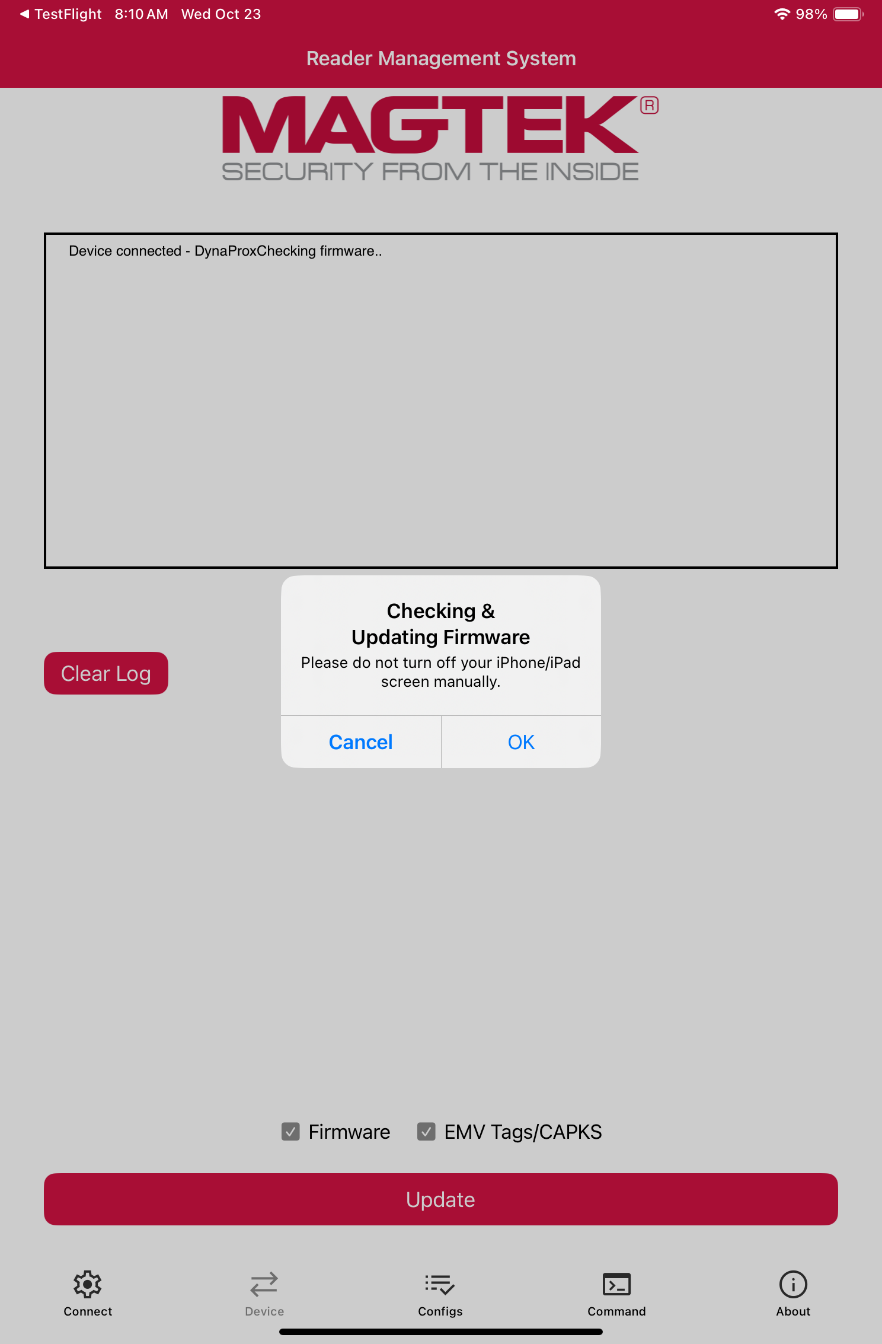 TestFlight 8:10 AM Wed Oct 23 98%
Reader Management System
MAGTEK®
SECURITY FROM THE INSIDE
Device connected - DynaProxChecking firmware..
Checking &
Updating Firmware
Please do not turn off your iPhone/iPad
screen manually.
Clear Log
Cancel OK
Firmware EMV Tags/CAPKS
Update
Connect Device Configs Command About